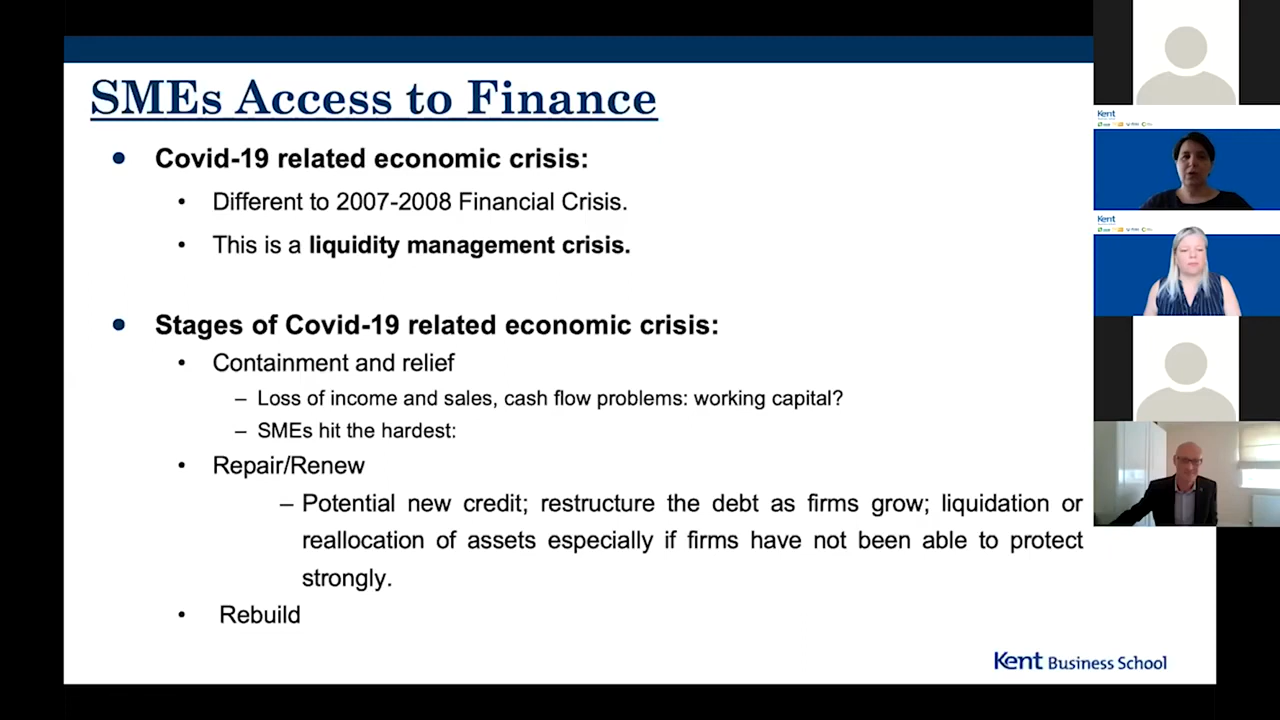 SMEs Access to Finance
• Covid-19 related economic crisis:
• Different to 2007-2008 Financial Crisis.
• This is a liquidity management crisis.
• Stages of Covid-19 related economic crisis:
• Containment and relief
– Loss of income and sales, cash flow problems: working capital?
– SMEs hit the hardest:
• Repair/Renew
– Potential new credit; restructure the debt as firms grow; liquidation or
reallocation of assets especially if firms have not been able to protect
strongly.
• Rebuild
Kent Business School
Kent
Kent